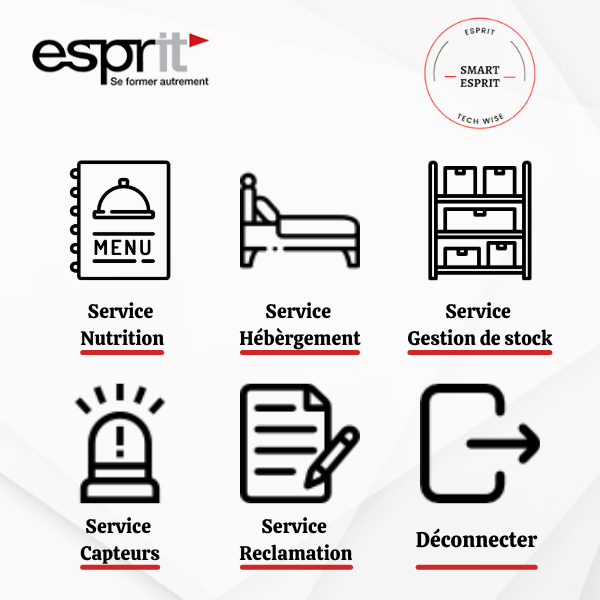 esprit
Se former autrement
ESPRIT
SMART
ESPRIT
TECH WISE
MENU
Service
Nutrition
Service
Hébèrgement
Service
Gestion de stock
Service
Capteurs
Service
Reclamation
Déconnecter